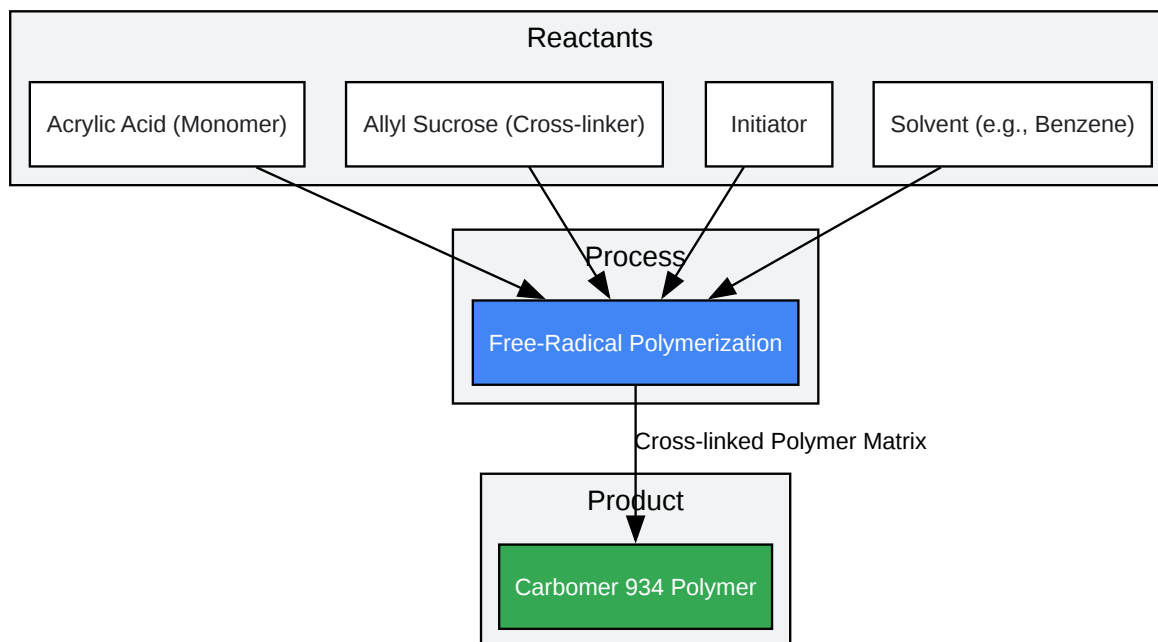 Reactants
Acrylic Acid (Monomer)
Allyl Sucrose (Cross-linker)
Initiator
Solvent (e.g., Benzene)
Process
Free-Radical Polymerization
Cross-linked Polymer Matrix
Product
Carbomer 934 Polymer